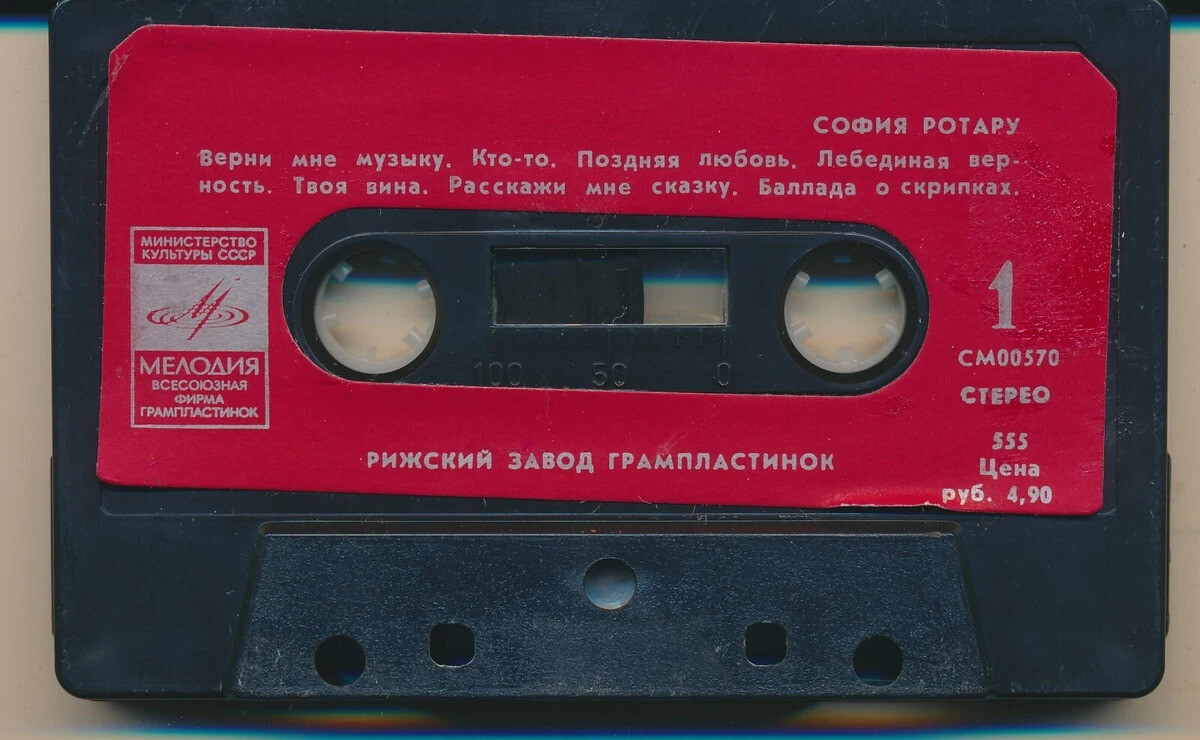 СОФИЯ РОТАРУ
Верни мне музыку. Кто-то. Поздняя любовь. Лебединая вер-
ность. Твоя вина. Расскажи мне сказку. Баллада о скрипках.
МИНИСТЕРСТВО
КУЛЬТУРЫ СССР
МЕЛОДИЯ
ВСЕСОЮЗНАЯ
ФИРМА
ГРАМПЛАСТИНОК
100 50 0
1
СМ00570
СТЕРЕО
555
Цена
руб. 4,90
РИЖСКИЙ ЗАВОД ГРАМПЛАСТИНОК